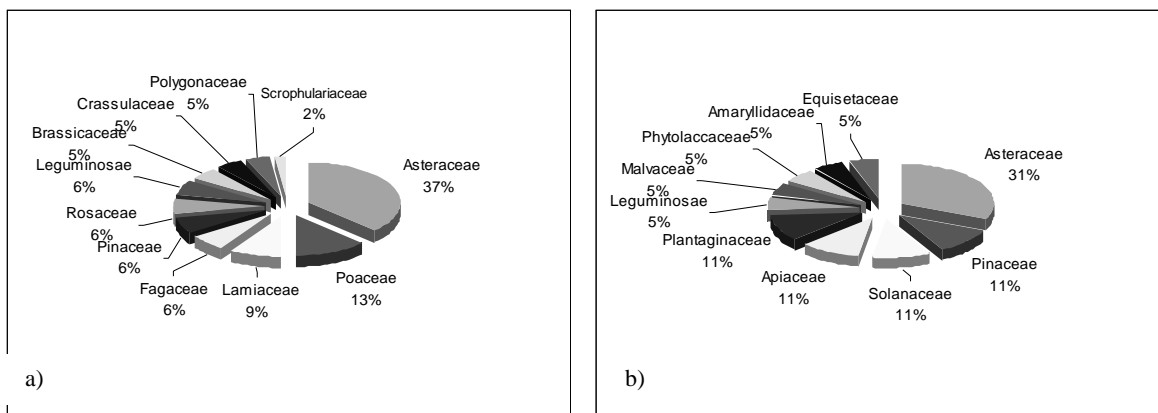 Polygonaceae
5%
Scrophulariaceae
2%
Crassulaceae
5%
Brassicaceae
5%
Leguminosae
6%
Rosaceae
6%
Pinaceae
6%
Fagaceae
6%
Lamiaceae
9%
Poaceae
13%
Asteraceae
37%
a)
Equisetaceae
5%
Amaryllidaceae
5%
Phytolaccaceae
5%
Malvaceae
5%
Leguminosae
5%
Plantaginaceae
11%
Apiaceae
11%
Solanaceae
11%
Pinaceae
11%
Asteraceae
31%
b)